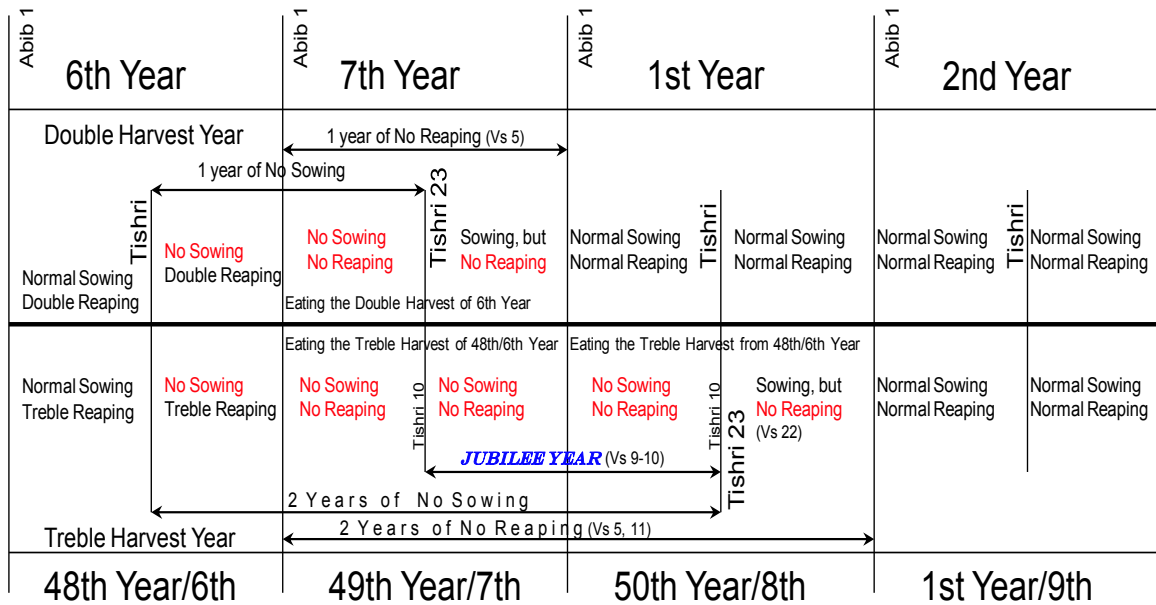 Abib 1
Abib 1
Abib 1
Abib 1
6th Year
7th Year
1st Year
2nd Year
Double Harvest Year
1 year of No Reaping (Vs 5)
1 year of No Sowing
Tishri
Tishri 23
Tishri
Tishri
Normal Sowing
Double Reaping
No Sowing
Double Reaping
No Sowing
No Reaping
Sowing, but
No Reaping
Normal Sowing
Normal Reaping
Normal Sowing
Normal Reaping
Normal Sowing
Normal Reaping
Normal Sowing
Normal Reaping
Eating the Double Harvest of 6th Year
Eating the Treble Harvest of 48th/6th Year
Eating the Treble Harvest from 48th/6th Year
Normal Sowing
Treble Reaping
No Sowing
Treble Reaping
No Sowing
No Reaping
Tishri 10
No Sowing
No Reaping
No Sowing
No Reaping
Tishri 10
Tishri 23
Sowing, but
No Reaping
(Vs 22)
Normal Sowing
Normal Reaping
Normal Sowing
Normal Reaping
JUBILEE YEAR (Vs 9-10)
2 Years of No Sowing
2 Years of No Reaping (Vs 5, 11)
Treble Harvest Year
48th Year/6th
49th Year/7th
50th Year/8th
1st Year/9th